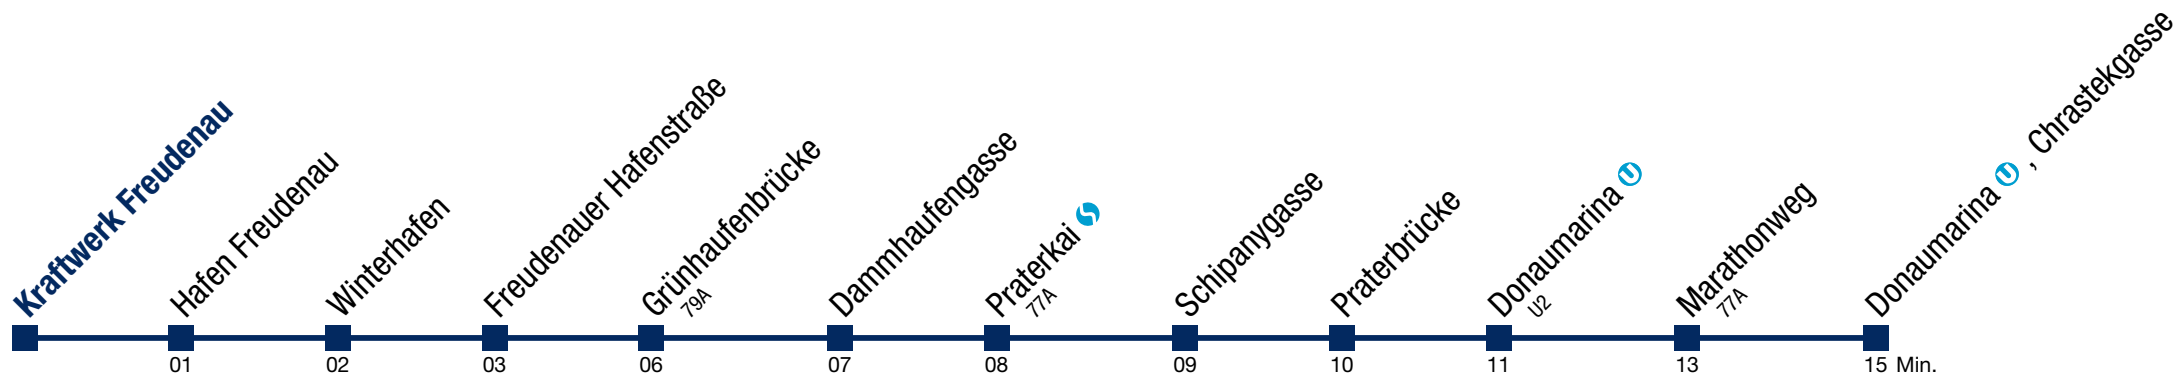 Kraftwerk Freudenau
Hafen Freudenau
Winterhafen
Freudenauer Hafenstraße
Grünhaufenbrücke
79A
Dammhaufengasse
Praterkai
77A
Schipanygasse
Praterbrücke
Donaumarina U
U2
Marathonweg
77A
Donaumarina U, Chrastekgasse
01 02 03 06 07 08 09 10 11 13 15 Min.